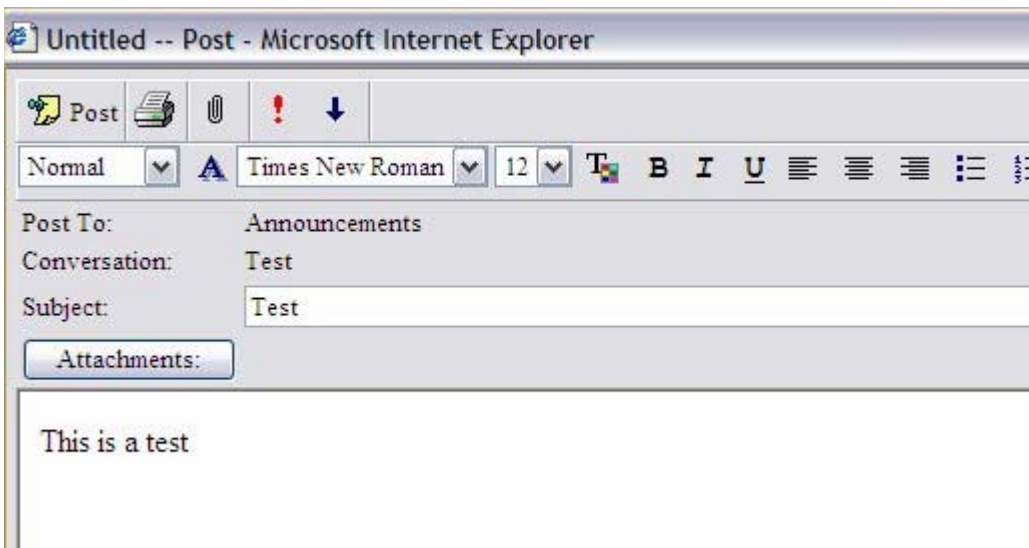 Untitled -- Post - Microsoft Internet Explorer
Post
Normal A Times New Roman 12 T B I U
Post To: Announcements
Conversation: Test
Subject: Test
Attachments:
This is a test